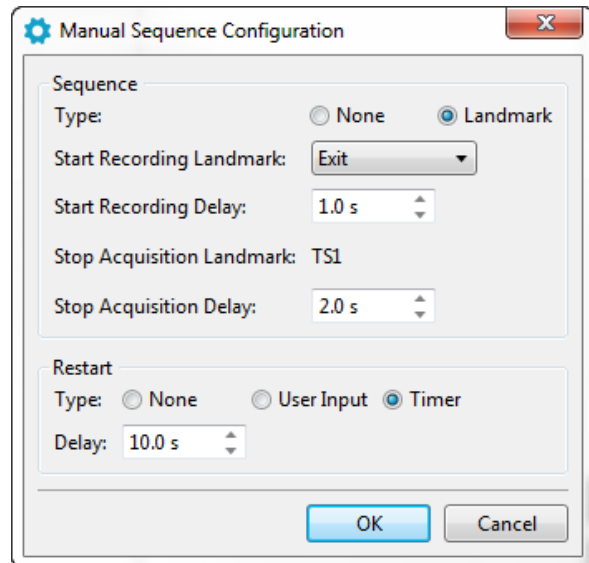 Manual Sequence Configuration
Sequence
Type: None Landmark
Start Recording Landmark: Exit
Start Recording Delay: 1.0 s
Stop Acquisition Landmark: TS1
Stop Acquisition Delay: 2.0 s
Restart
Type: None User Input Timer
Delay: 10.0 s
OK Cancel